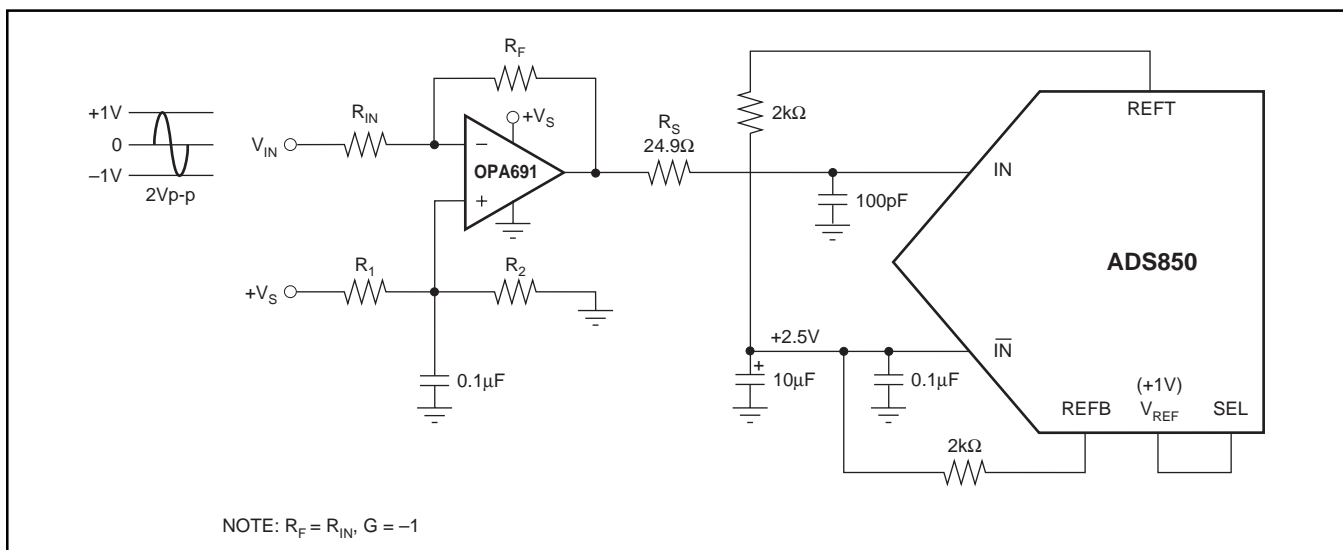 +1V
0
–1V
2Vp-p
V_IN
R_IN
R_F
+V_S
–
OPA691
+
R_S
24.9Ω
2kΩ
REFT
IN
100pF
ADS850
+V_S
R_1
R_2
0.1µF
+2.5V
+
10µF
0.1µF
I̅N̅
REFB
(+1V)
V_REF
SEL
2kΩ
NOTE: R_F = R_IN, G = –1